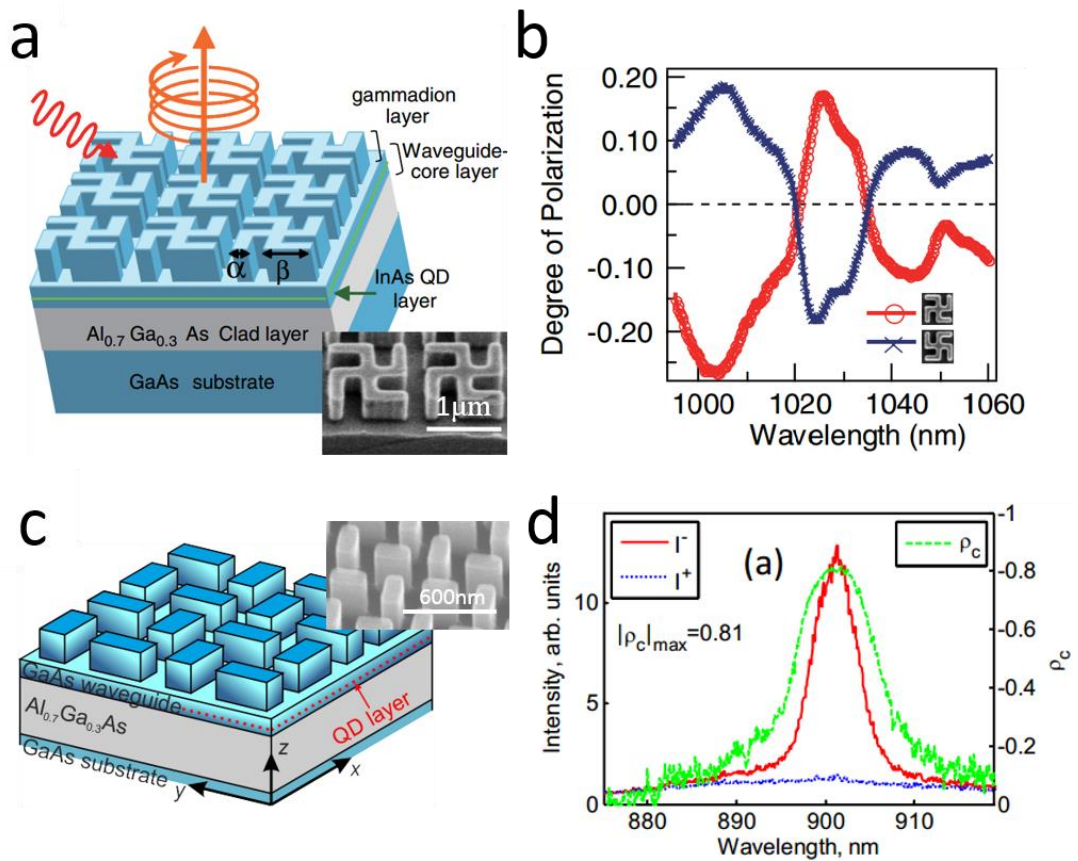 a
gammadion
layer
Waveguide-
core layer
α
β
InAs QD
layer
Al0.7Ga0.3 As Clad layer
GaAs substrate
1μm
b
Degree of Polarization
0.20
0.10
0.00
-0.10
-0.20
1000
1020
1040
1060
Wavelength (nm)
c
600nm
GaAs waveguide
Al0.7Ga0.3As
QD layer
GaAs substrate
z
x
y
d
I-
I+
(a)
ρc
|ρc|max=0.81
Intensity, arb. units
10
5
0
-1
-0.8
-0.6
-0.4
-0.2
0
ρc
880
890
900
910
Wavelength, nm